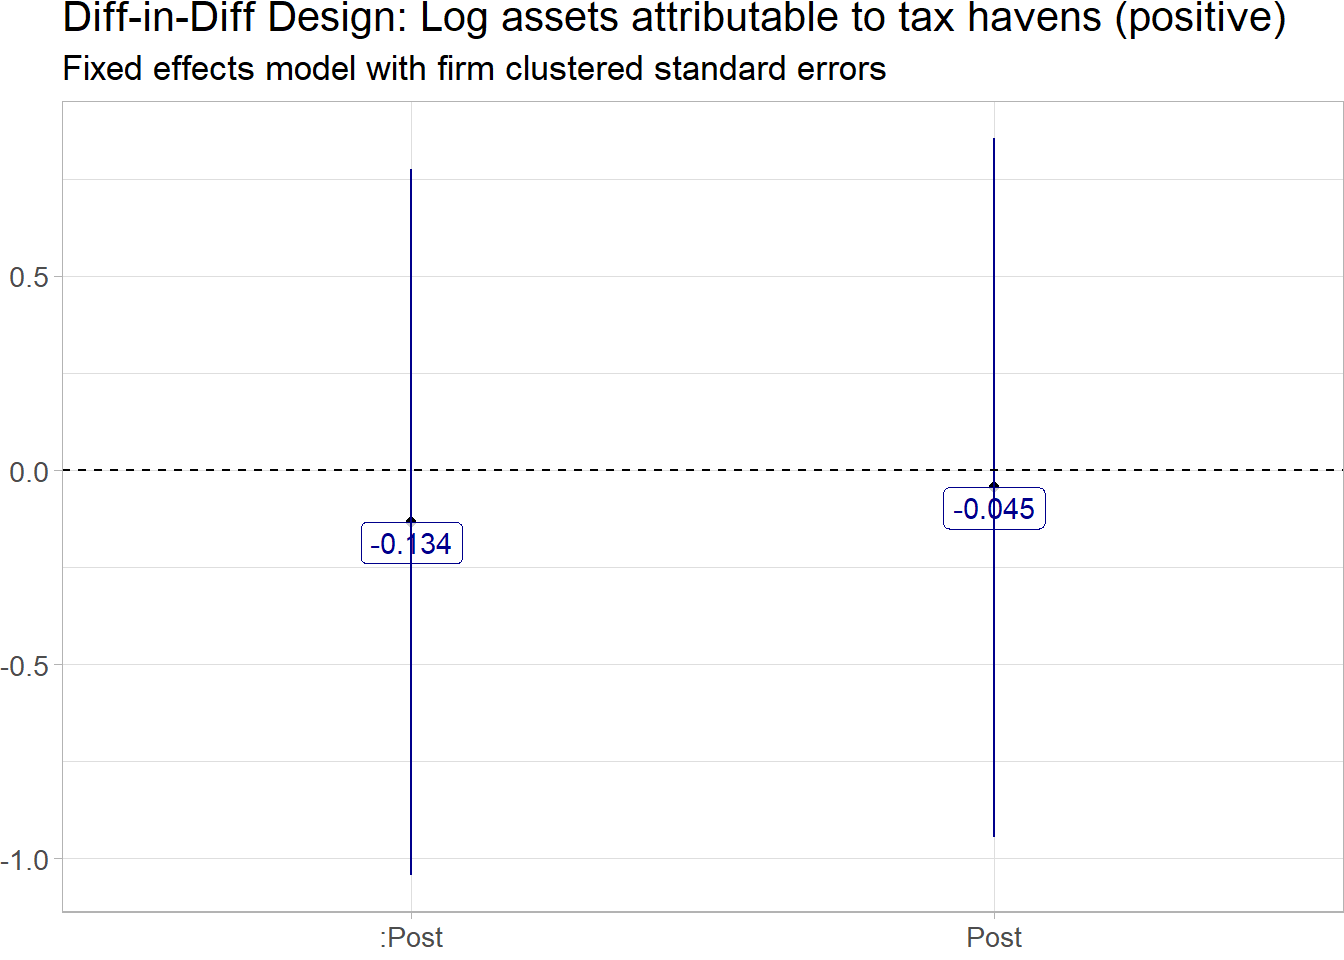 Diff-in-Diff Design: Log assets attributable to tax havens (positive)
Fixed effects model with firm clustered standard errors
0.5
0.0
-0.5
-1.0
-0.134
-0.045
:Post
Post